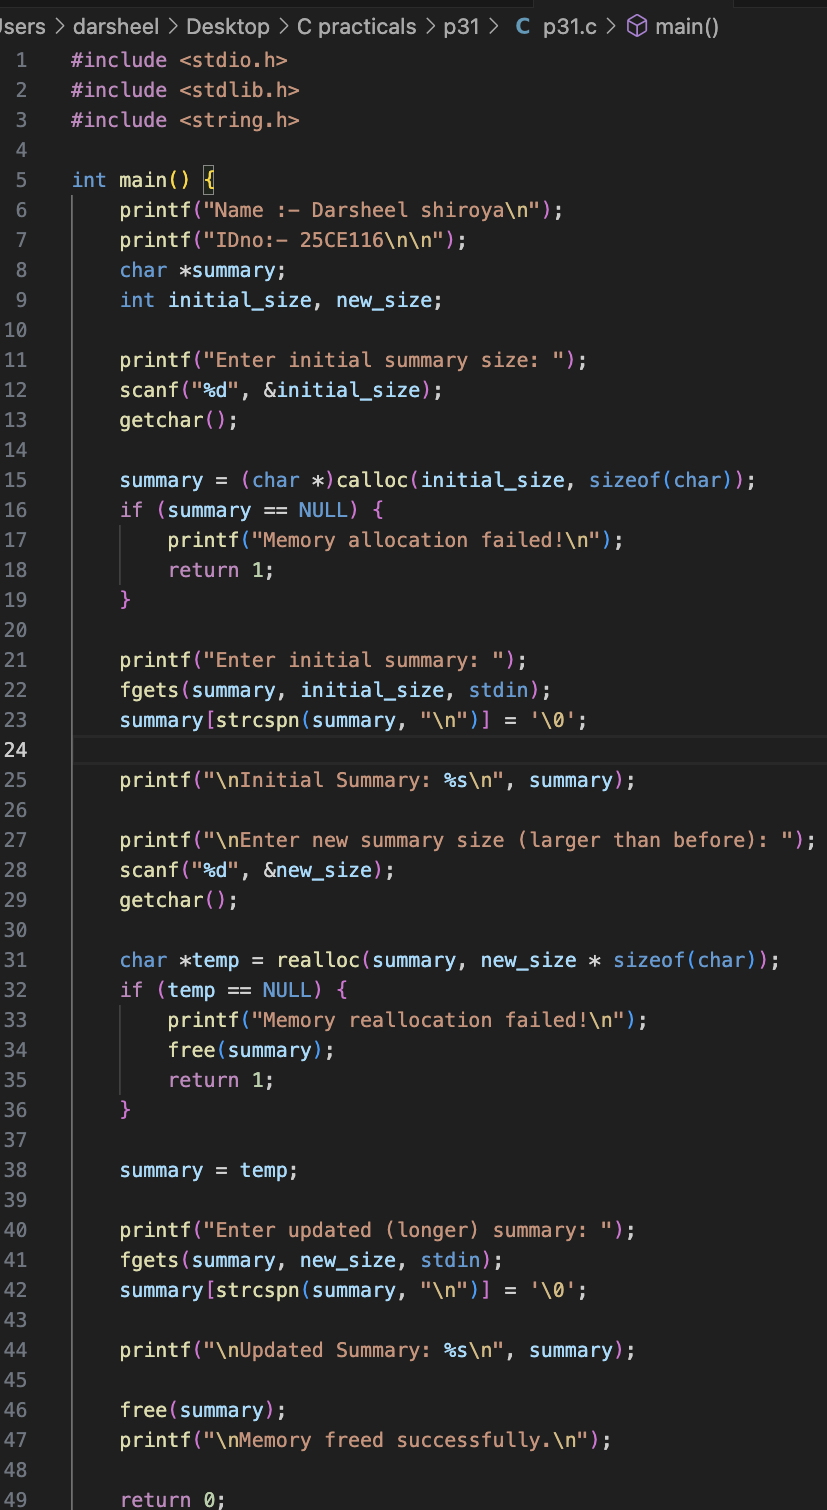 Users > darsheel > Desktop > C practicals > p31 > C p31.c > main()
1 #include <stdio.h>
2 #include <stdlib.h>
3 #include <string.h>
4
5 int main() {
6     printf("Name :- Darsheel shiroya\n");
7     printf("IDno:- 25CE116\n\n");
8     char *summary;
9     int initial_size, new_size;
10
11     printf("Enter initial summary size: ");
12     scanf("%d", &initial_size);
13     getchar();
14
15     summary = (char *)calloc(initial_size, sizeof(char));
16     if (summary == NULL) {
17         printf("Memory allocation failed!\n");
18         return 1;
19     }
20
21     printf("Enter initial summary: ");
22     fgets(summary, initial_size, stdin);
23     summary[strcspn(summary, "\n")] = '\0';
24
25     printf("\nInitial Summary: %s\n", summary);
26
27     printf("\nEnter new summary size (larger than before): ");
28     scanf("%d", &new_size);
29     getchar();
30
31     char *temp = realloc(summary, new_size * sizeof(char));
32     if (temp == NULL) {
33         printf("Memory reallocation failed!\n");
34         free(summary);
35         return 1;
36     }
37
38     summary = temp;
39
40     printf("Enter updated (longer) summary: ");
41     fgets(summary, new_size, stdin);
42     summary[strcspn(summary, "\n")] = '\0';
43
44     printf("\nUpdated Summary: %s\n", summary);
45
46     free(summary);
47     printf("\nMemory freed successfully.\n");
48
49     return 0;